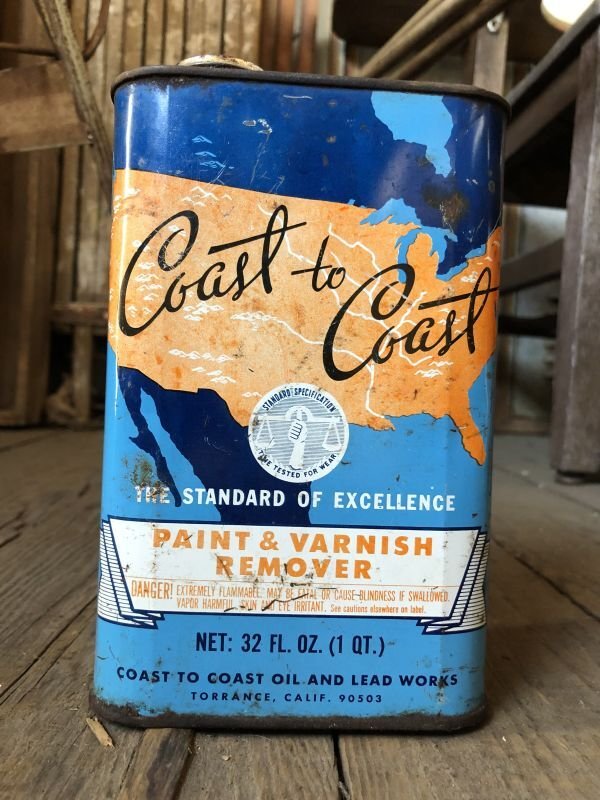 Coast to
Coast
STANDARD SPECIFICATION
TIME TESTED FOR WEAR
THE STANDARD OF EXCELLENCE
PAINT & VARNISH
REMOVER
DANGER! EXTREMELY FLAMMABLE. MAY BE FATAL OR CAUSE BLINDNESS IF SWALLOWED.
VAPOR HARMFUL. SKIN AND EYE IRRITANT. See cautions elsewhere on label.
NET: 32 FL. OZ. (1 QT.)
COAST TO COAST OIL AND LEAD WORKS
TORRANCE, CALIF. 90503